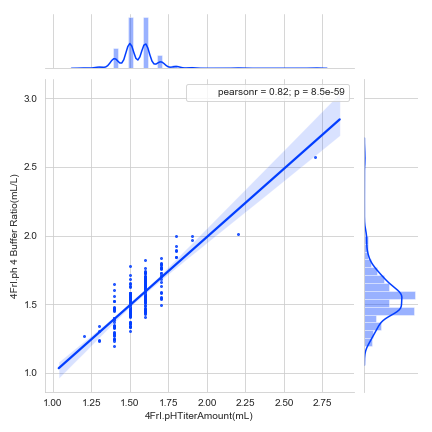 pearsonr = 0.82; p = 8.5e-59
3.0
2.5
2.0
1.5
1.0
4Frl.ph 4 Buffer Ratio(mL/L)
1.00 1.25 1.50 1.75 2.00 2.25 2.50 2.75
4Frl.pHTiterAmount(mL)